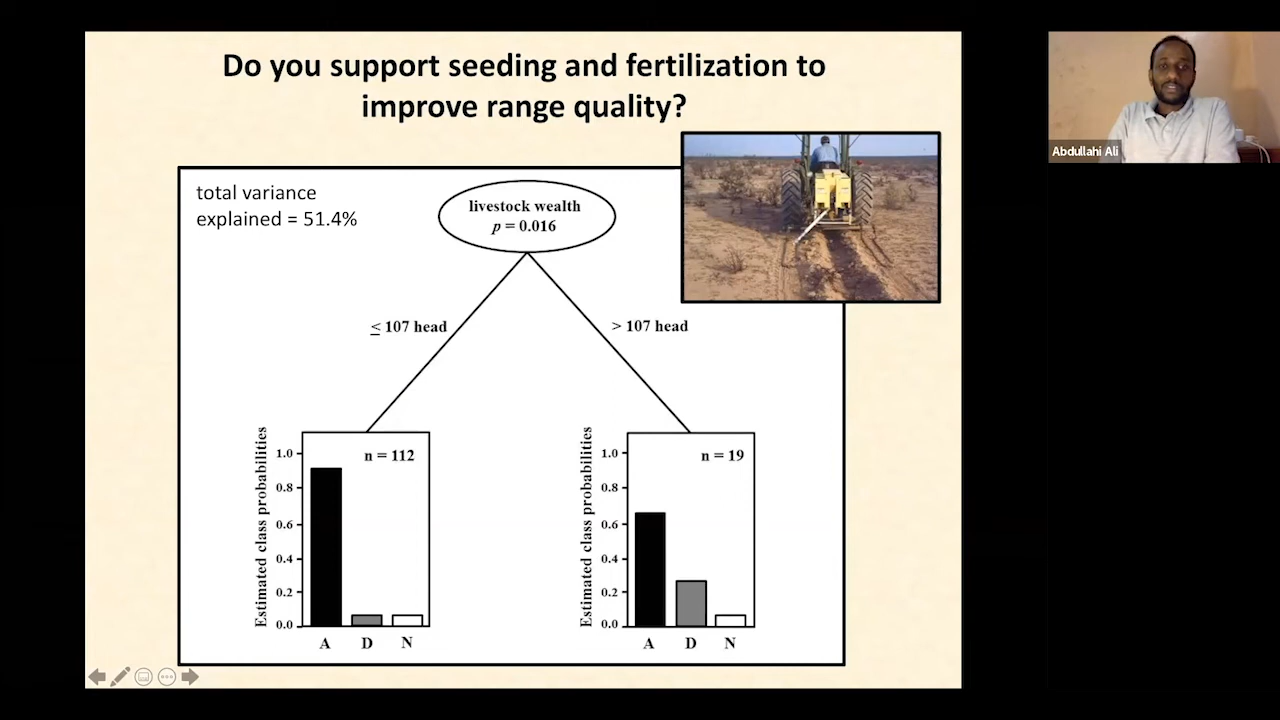 Do you support seeding and fertilization to
improve range quality?
total variance
explained = 51.4%
livestock wealth
p = 0.016
≤ 107 head
> 107 head
Estimated class probabilities
1.0
0.8
0.6
0.4
0.2
0.0
n = 112
A D N
Estimated class probabilities
1.0
0.8
0.6
0.4
0.2
0.0
n = 19
A D N
Abdullahi Ali